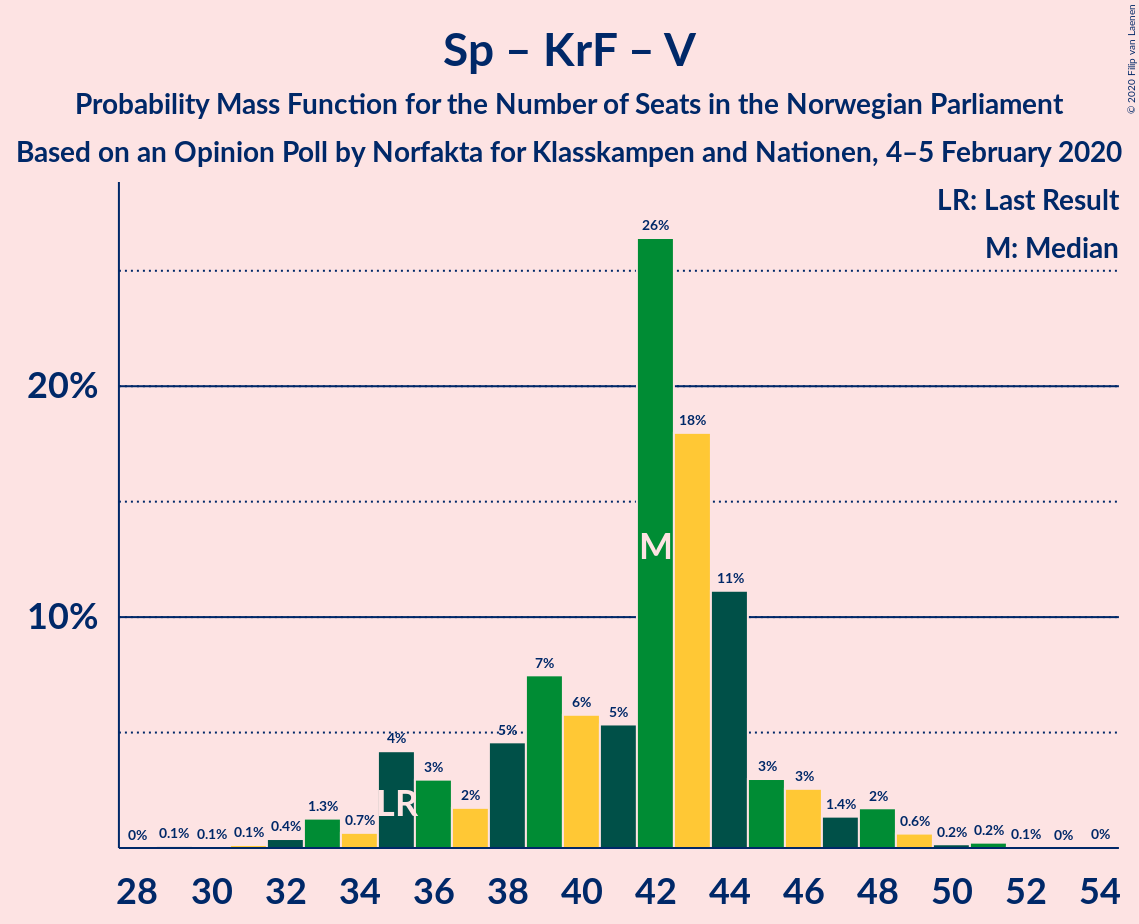 Sp – KrF – V
Probability Mass Function for the Number of Seats in the Norwegian Parliament
Based on an Opinion Poll by Norfakta for Klasskampen and Nationen, 4–5 February 2020
© 2020 Filip van Laenen
LR: Last Result
M: Median
20%
10%
0% 0.1% 0.1% 0.1% 0.4% 1.3% 0.7% 4% 3% 2% 5% 7% 6% 5% 26% 18% 11% 3% 3% 1.4% 2% 0.6% 0.2% 0.2% 0.1% 0% 0%
LR
M
28 30 32 34 36 38 40 42 44 46 48 50 52 54